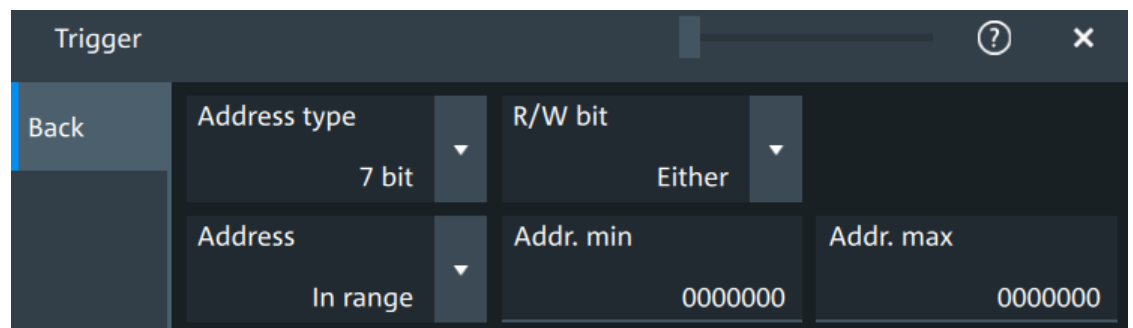 Trigger
?
Back
Address type
R/W bit
7 bit
Either
Address
Addr. min
Addr. max
In range
0000000
0000000